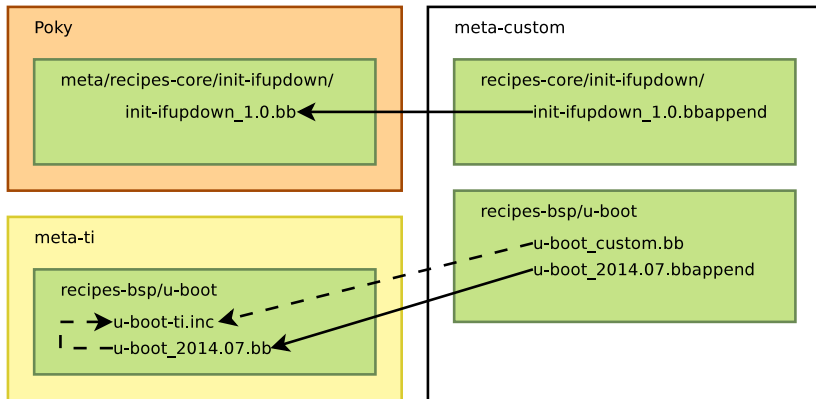 Poky
meta/recipes-core/init-ifupdown/
init-ifupdown_1.0.bb
meta-ti
recipes-bsp/u-boot
u-boot-ti.inc
u-boot_2014.07.bb
meta-custom
recipes-core/init-ifupdown/
init-ifupdown_1.0.bbappend
recipes-bsp/u-boot
u-boot_custom.bb
u-boot_2014.07.bbappend